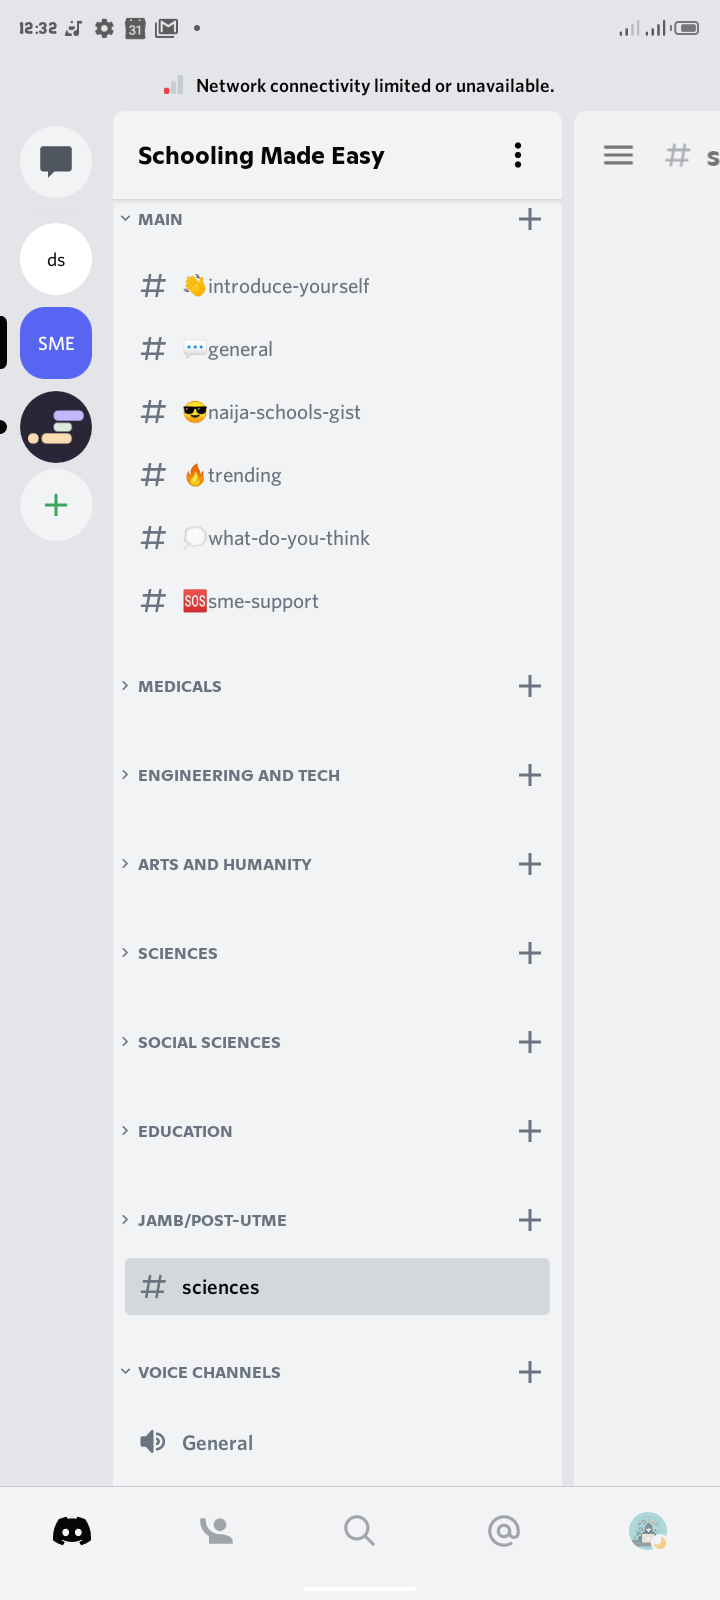 12:32
31
Network connectivity limited or unavailable.
Schooling Made Easy
# s
MAIN
ds
# 👋introduce-yourself
SME
# 💬general
# 😎naija-schools-gist
# 🔥trending
# 💭what-do-you-think
# 🆘sme-support
MEDICALS
ENGINEERING AND TECH
ARTS AND HUMANITY
SCIENCES
SOCIAL SCIENCES
EDUCATION
JAMB/POST-UTME
# sciences
VOICE CHANNELS
General